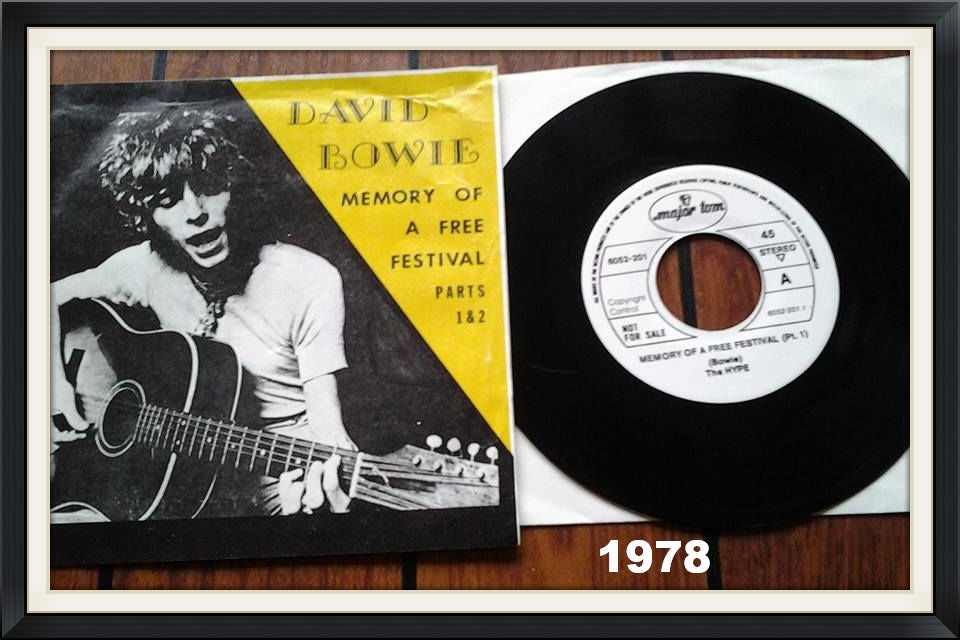 DAVID
BOWIE
MEMORY OF
A FREE
FESTIVAL
PARTS
1&2
major tom
6052-201
45
STEREO
A
Copyright
Control
6052-201.1
NOT
FOR SALE
MEMORY OF A FREE FESTIVAL (Pt. 1)
(Bowie)
The HYPE
1978